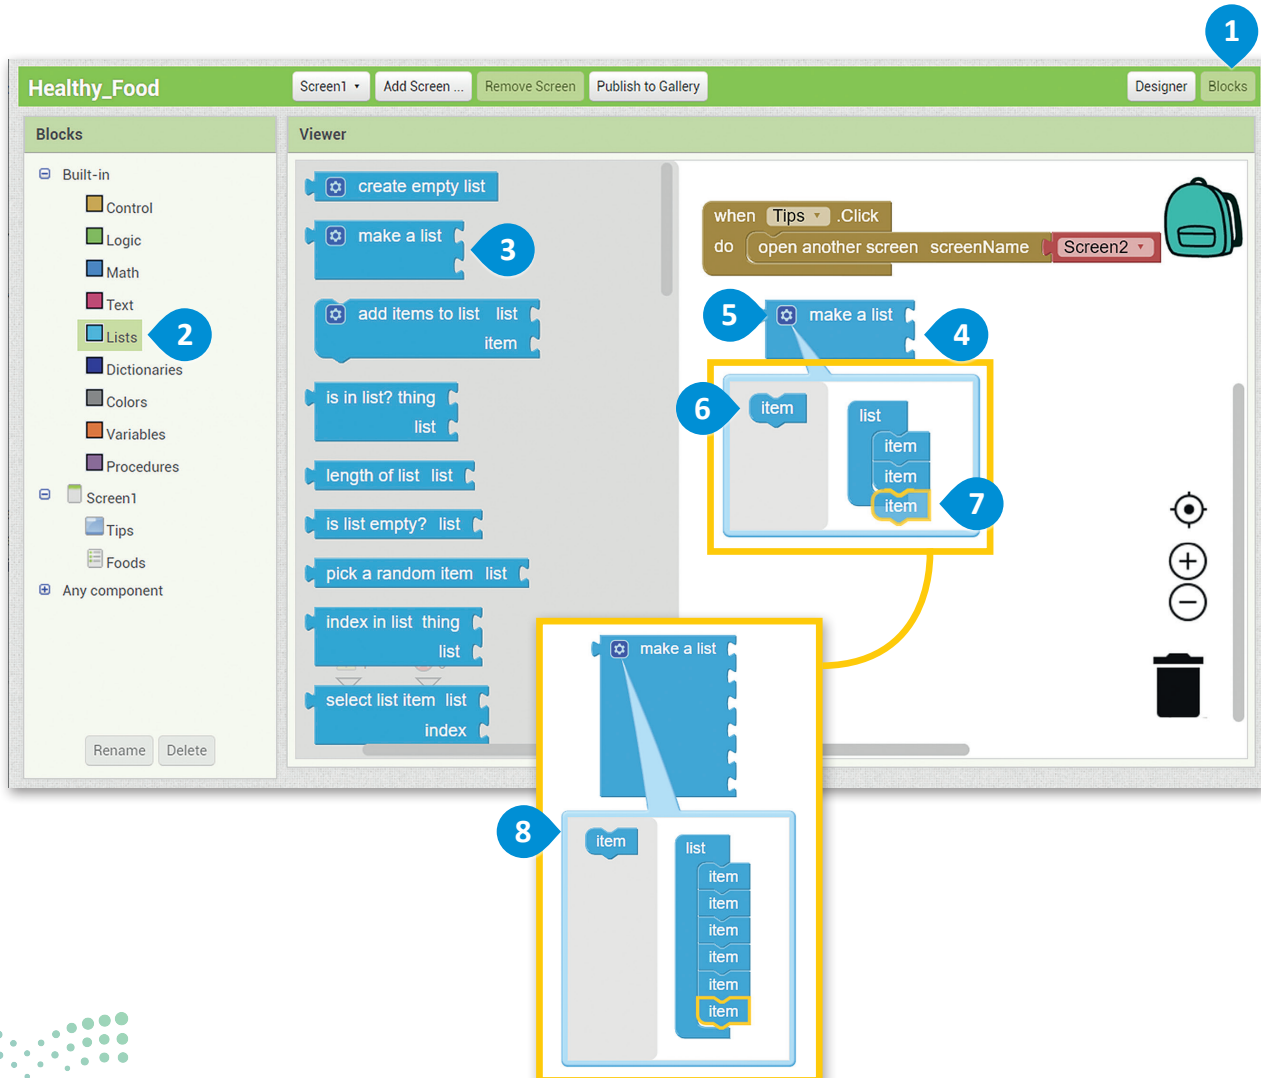 1
Healthy_Food
Screen1
Add Screen ...
Remove Screen
Publish to Gallery
Designer
Blocks
Blocks
Built-in
Control
Logic
Math
Text
Lists
2
Dictionaries
Colors
Variables
Procedures
Screen1
Tips
Foods
Any component
Rename
Delete
Viewer
create empty list
make a list
3
add items to list list
item
is in list? thing
list
length of list list
is list empty? list
pick a random item list
index in list thing
list
select list item list
index
when Tips .Click
do open another screen screenName Screen2
5
make a list
4
6
item
list
item
item
item
7
make a list
8
item
list
item
item
item
item
item
item